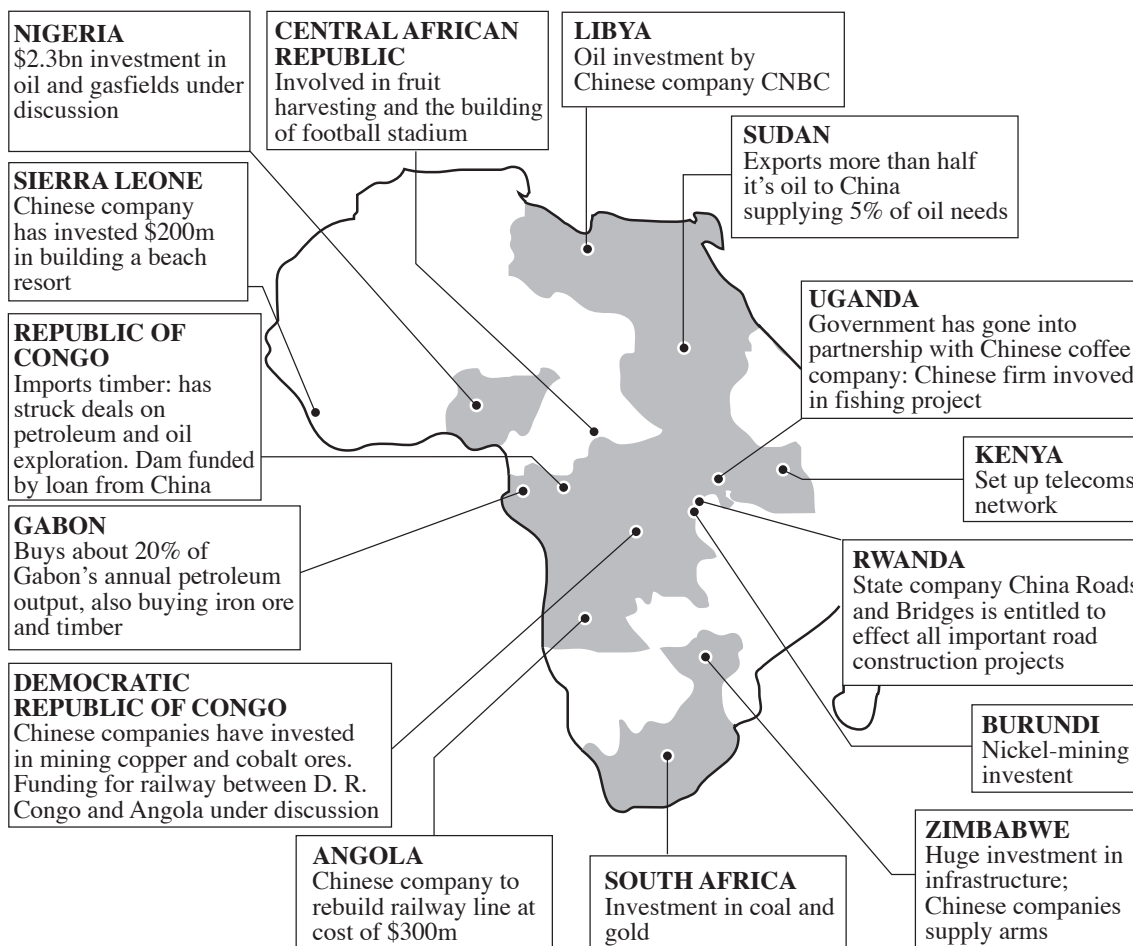 NIGERIA
$2.3bn investment in
oil and gasfields under
discussion
CENTRAL AFRICAN
REPUBLIC
Involved in fruit
harvesting and the building
of football stadium
LIBYA
Oil investment by
Chinese company CNBC
SUDAN
Exports more than half
it's oil to China
supplying 5% of oil needs
SIERRA LEONE
Chinese company
has invested $200m
in building a beach
resort
UGANDA
Government has gone into
partnership with Chinese coffee
company: Chinese firm invoved
in fishing project
REPUBLIC OF
CONGO
Imports timber: has
struck deals on
petroleum and oil
exploration. Dam funded
by loan from China
KENYA
Set up telecoms
network
GABON
Buys about 20% of
Gabon's annual petroleum
output, also buying iron ore
and timber
RWANDA
State company China Roads
and Bridges is entitled to
effect all important road
construction projects
DEMOCRATIC
REPUBLIC OF CONGO
Chinese companies have invested
in mining copper and cobalt ores.
Funding for railway between D. R.
Congo and Angola under discussion
BURUNDI
Nickel-mining
investent
ANGOLA
Chinese company to
rebuild railway line at
cost of $300m
SOUTH AFRICA
Investment in coal and
gold
ZIMBABWE
Huge investment in
infrastructure;
Chinese companies
supply arms